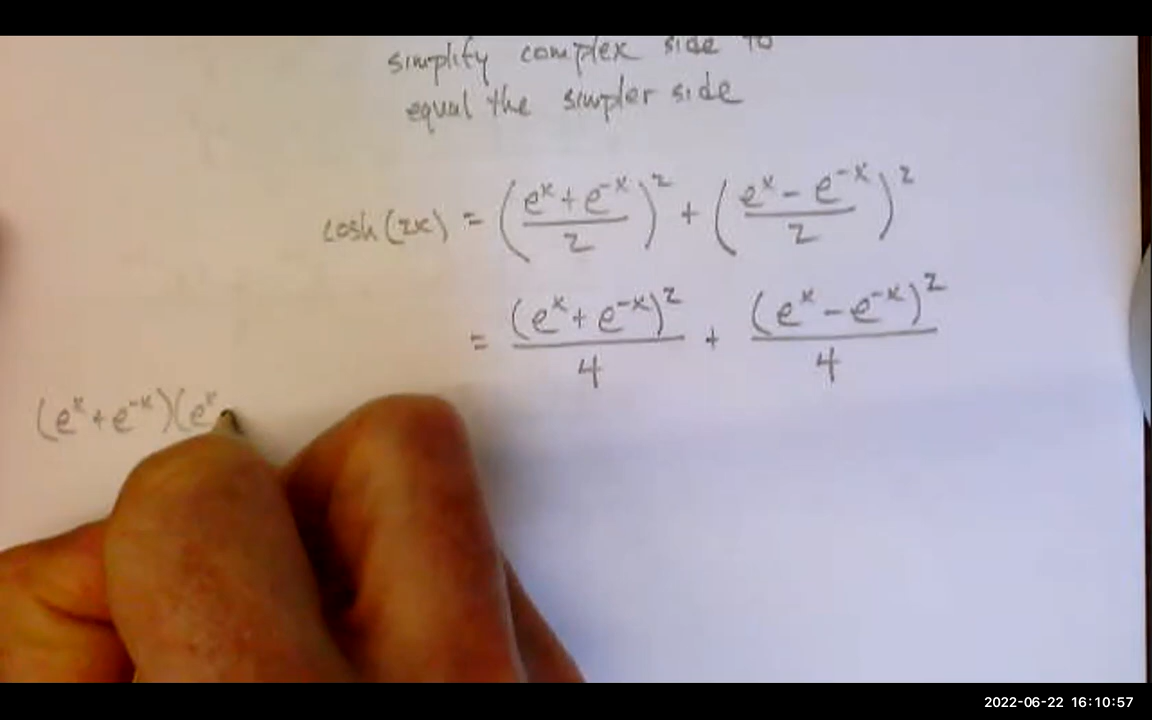 simplify complex side to
equal the simpler side
cosh(2x) = ((e^x + e^-x)/2)^2 + ((e^x - e^-x)/2)^2
= (e^x + e^-x)^2/4 + (e^x - e^-x)^2/4
(e^x + e^-x)(e^x
2022-06-22 16:10:57